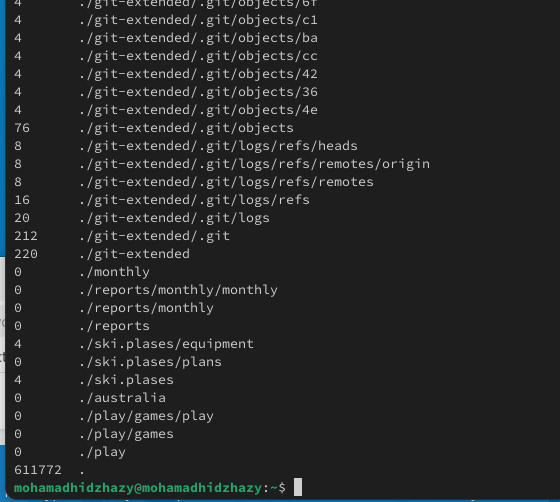 4 ./git-extended/.git/objects/6f
4 ./git-extended/.git/objects/c1
4 ./git-extended/.git/objects/ba
4 ./git-extended/.git/objects/cc
4 ./git-extended/.git/objects/42
4 ./git-extended/.git/objects/36
4 ./git-extended/.git/objects/4e
76 ./git-extended/.git/objects
8 ./git-extended/.git/logs/refs/heads
8 ./git-extended/.git/logs/refs/remotes/origin
8 ./git-extended/.git/logs/refs/remotes
16 ./git-extended/.git/logs/refs
20 ./git-extended/.git/logs
212 ./git-extended/.git
220 ./git-extended
0 ./monthly
0 ./reports/monthly/monthly
0 ./reports/monthly
0 ./reports
4 ./ski.plases/equipment
0 ./ski.plases/plans
4 ./ski.plases
0 ./australia
0 ./play/games/play
0 ./play/games
0 ./play
611772 .
mohamadhidzhazy@mohamadhidzhazy:~$